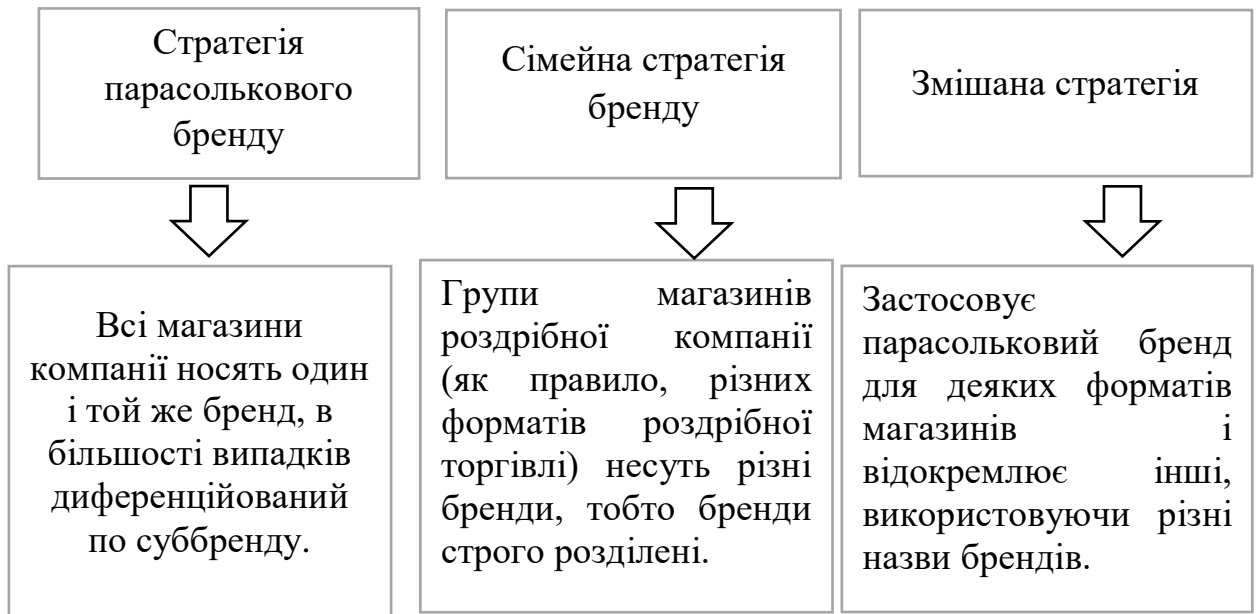 Стратегія
парасолькового
бренду
Сімейна стратегія
бренду
Змішана стратегія
Всі магазини
компанії носять один
і той же бренд, в
більшості випадків
диференційований
по суббренду.
Групи магазинів
роздрібної компанії
(як правило, різних
форматів роздрібної
торгівлі) несуть різні
бренди, тобто бренди
строго розділені.
Застосовує
парасольковий бренд
для деяких форматів
магазинів і
відокремлює інші,
використовуючи різні
назви брендів.